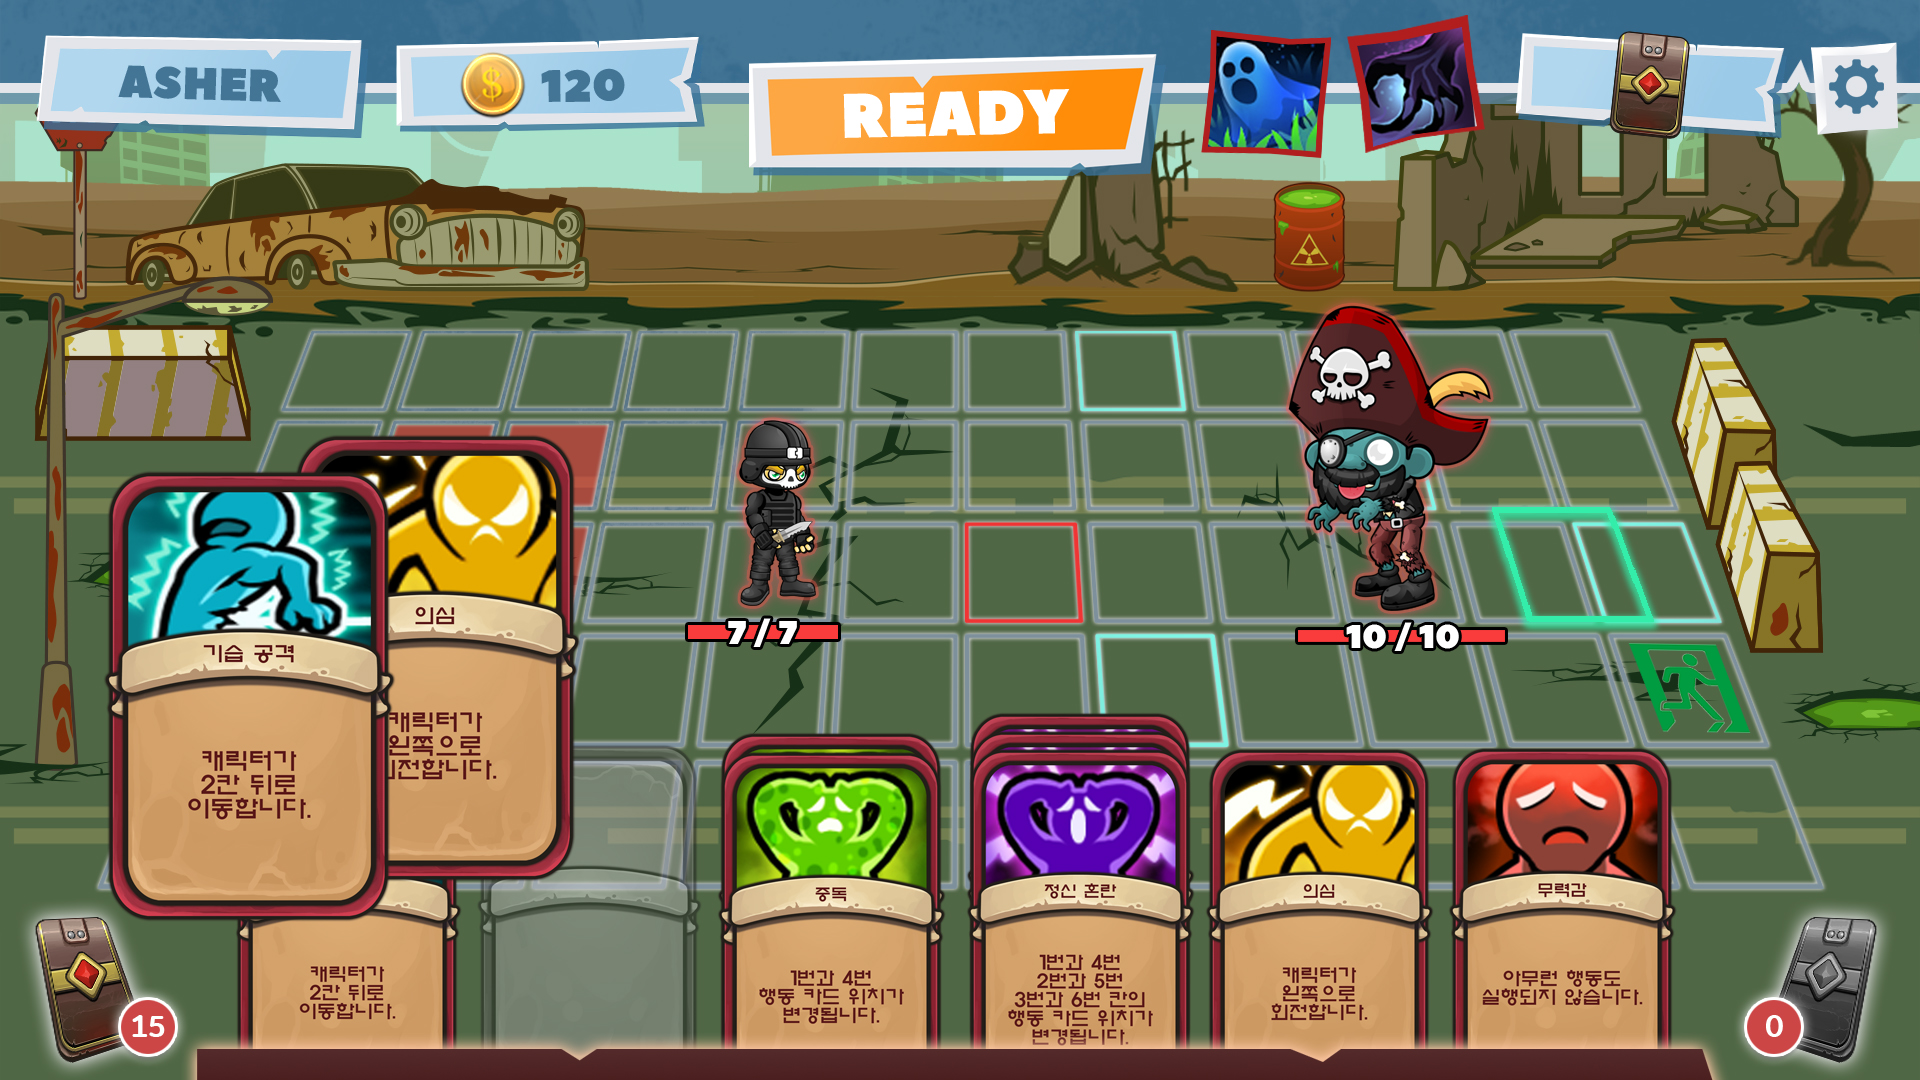 ASHER
$ 120
READY
7/7
10/10
기습 공격
캐릭터가
2칸 뒤로
이동합니다.
의심
캐릭터가
왼쪽으로
회전합니다.
캐릭터가
2칸 뒤로
이동합니다.
중독
1번과 4번
행동 카드 위치가
변경됩니다.
정신 혼란
1번과 4번
2번과 5번
3번과 6번 칸의
행동 카드 위치가
변경됩니다.
의심
캐릭터가
왼쪽으로
회전합니다.
무력감
아무런 행동도
실행되지 않습니다.
15
0